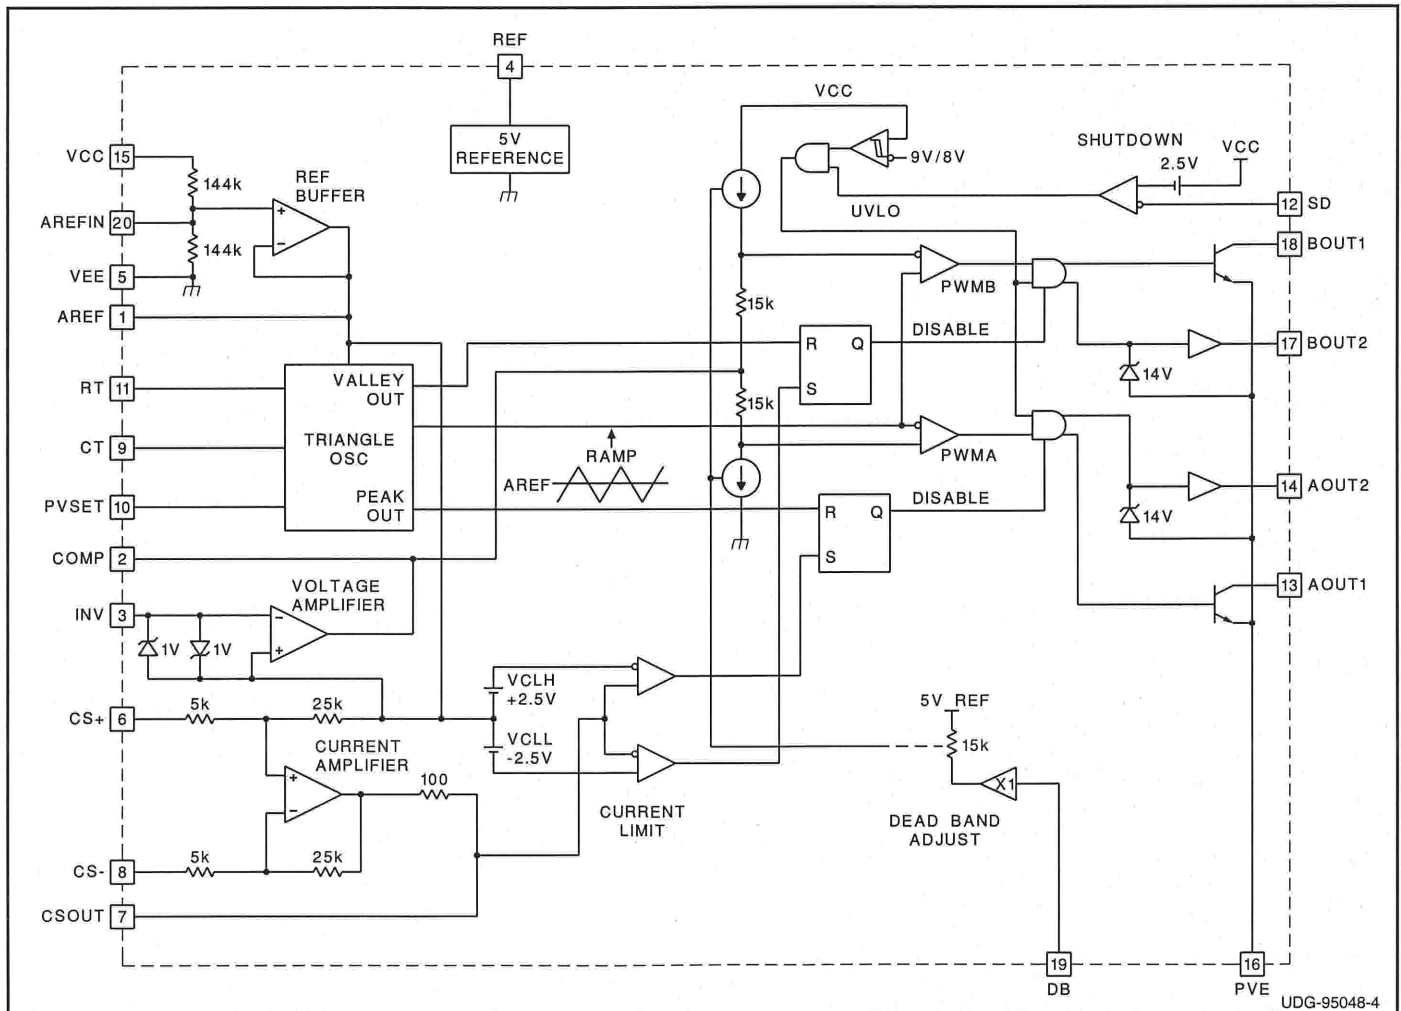 REF
4
5V
REFERENCE
VCC 15
144k
REF
BUFFER
+
-
AREFIN 20
144k
VEE 5
AREF 1
RT 11
CT 9
PVSET 10
COMP 2
VALLEY
OUT
TRIANGLE
OSC
PEAK
OUT
RAMP
AREF
VCC
9V/8V
UVLO
SHUTDOWN
2.5V
VCC
12 SD
18 BOUT1
PWMB
15k
DISABLE
R Q
S
17 BOUT2
14V
15k
PWMA
14 AOUT2
14V
DISABLE
R Q
S
13 AOUT1
INV 3
VOLTAGE
AMPLIFIER
1V
1V
-
+
CS+ 6
5k
25k
CURRENT
AMPLIFIER
+
-
100
CS- 8
5k
25k
CSOUT 7
VCLH
+2.5V
VCLL
-2.5V
CURRENT
LIMIT
5V REF
15k
X1
DEAD BAND
ADJUST
19
DB
16
PVE
UDG-95048-4